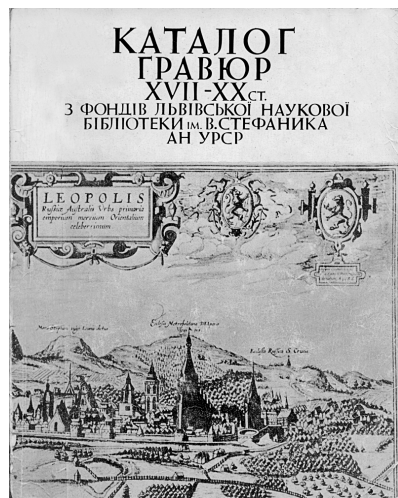 КАТАЛОГ
ГРАВЮР
XVII-XX СТ.
З ФОНДІВ ЛЬВІВСЬКОЇ НАУКОВОЇ
БІБЛІОТЕКИ ІМ. В. СТЕФАНИКА
АН УРСР
LEOPOLIS
Russiæ Australis Urbs primaria
emporium mercium Orientalium
celeberrimum